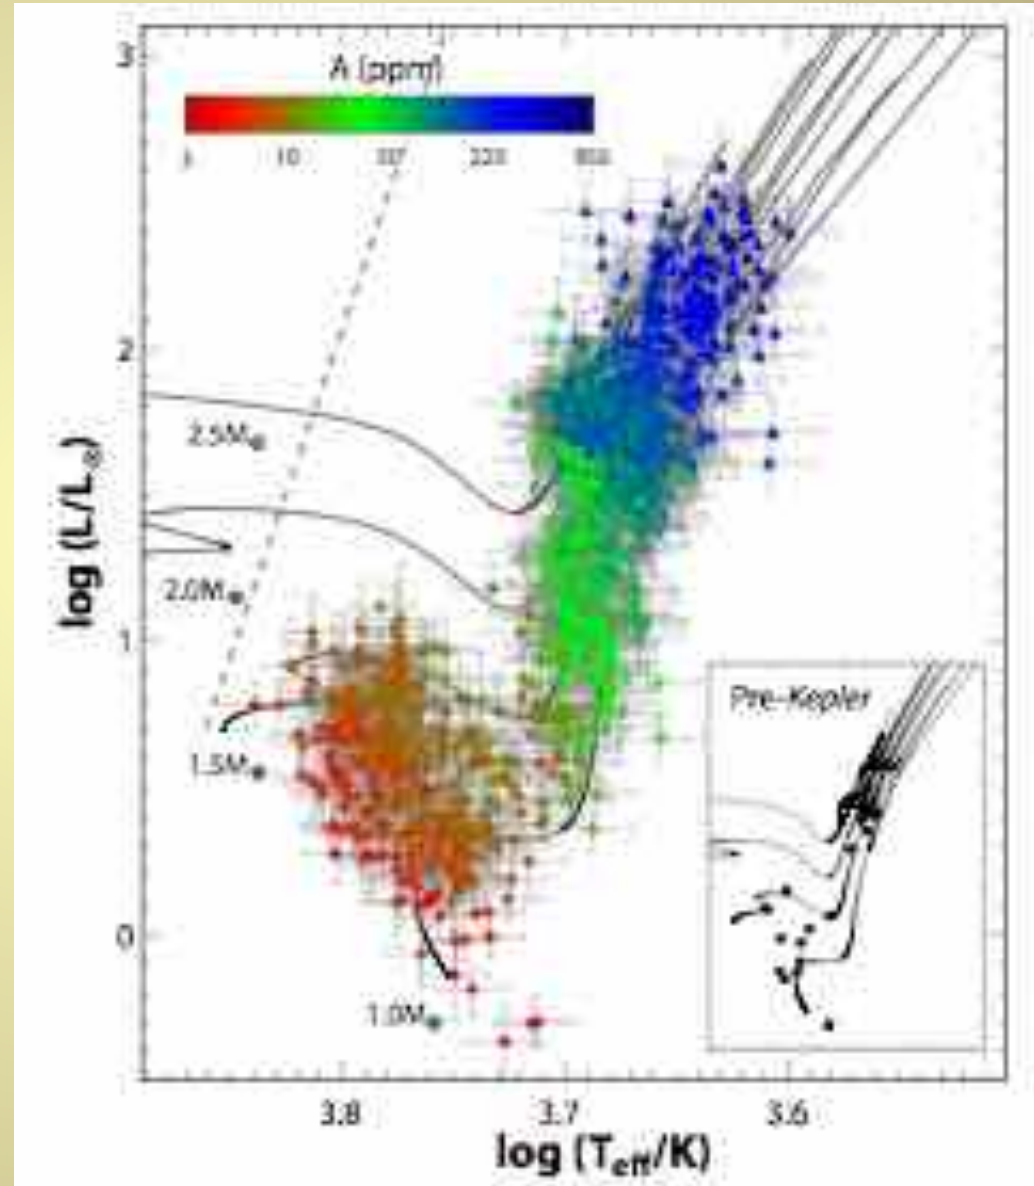 3
A (ppm)
10
2
2.5M⊙
2.0M⊙
1
Pre-Kepler
1.5M⊙
0
1.0M⊙
3.8 3.7 3.6
log (L/L⊙)
log (Teff/K)